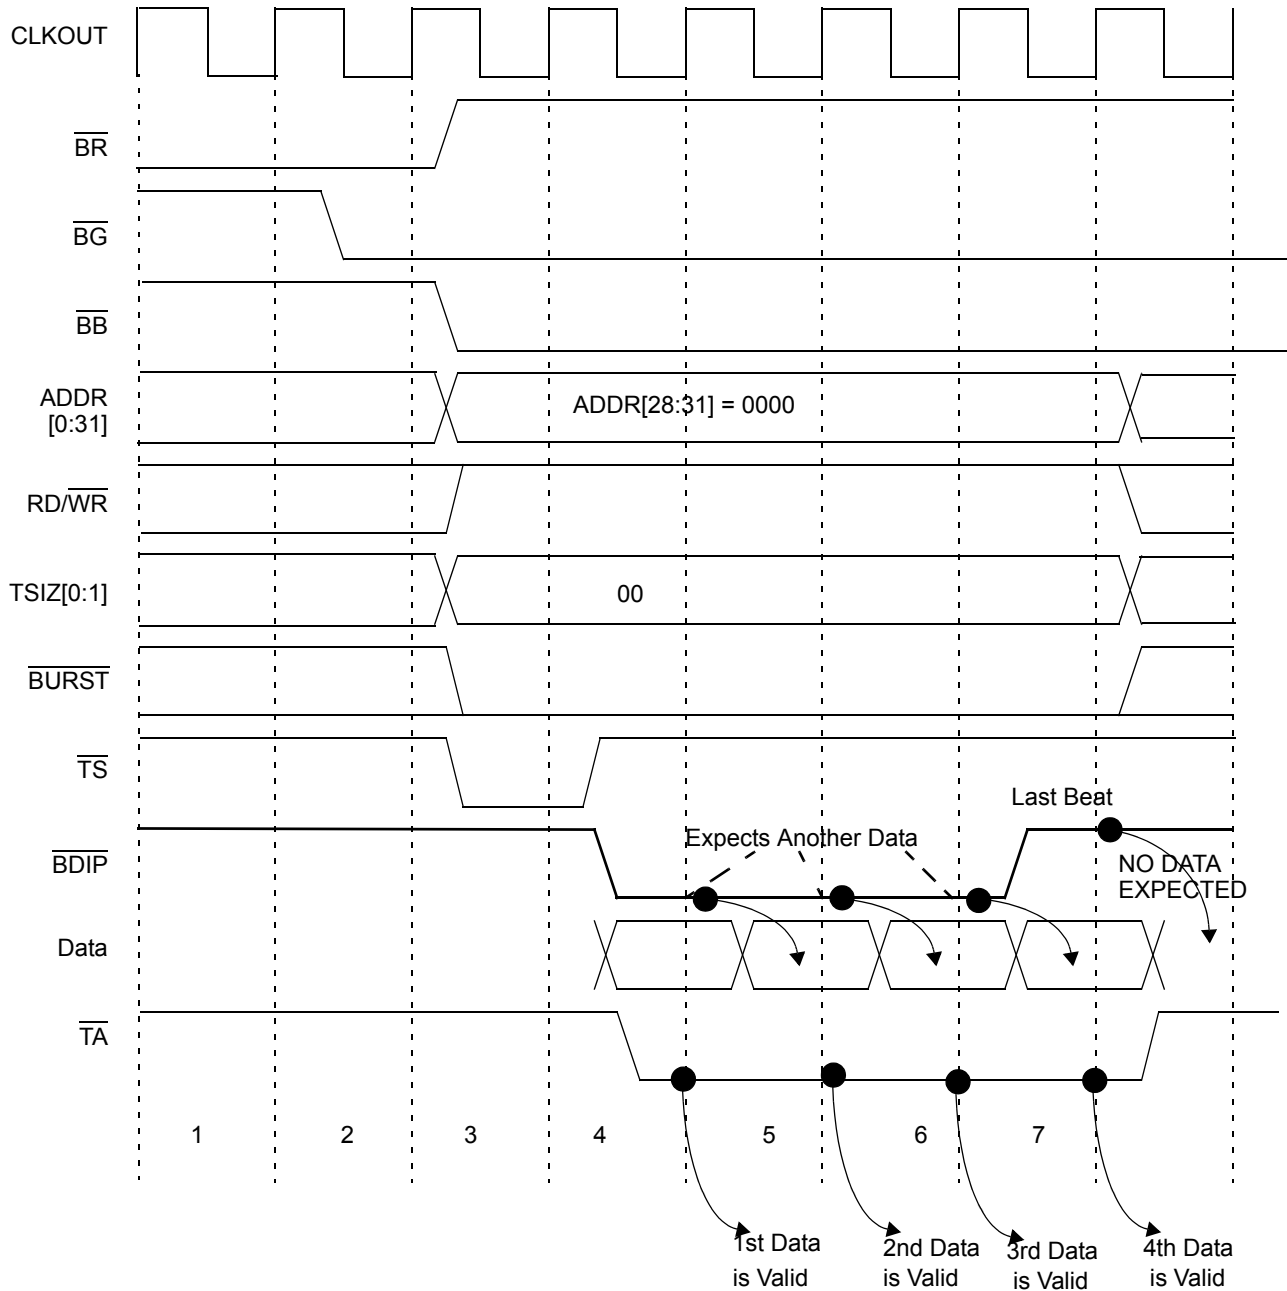 CLKOUT
BR
BG
BB
ADDR
[0:31]
ADDR[28:31] = 0000
RD/WR
TSIZ[0:1]
00
BURST
TS
Last Beat
BDIP
Expects Another Data
NO DATA
EXPECTED
Data
TA
1 2 3 4 5 6 7
1st Data
is Valid
2nd Data
is Valid
3rd Data
is Valid
4th Data
is Valid